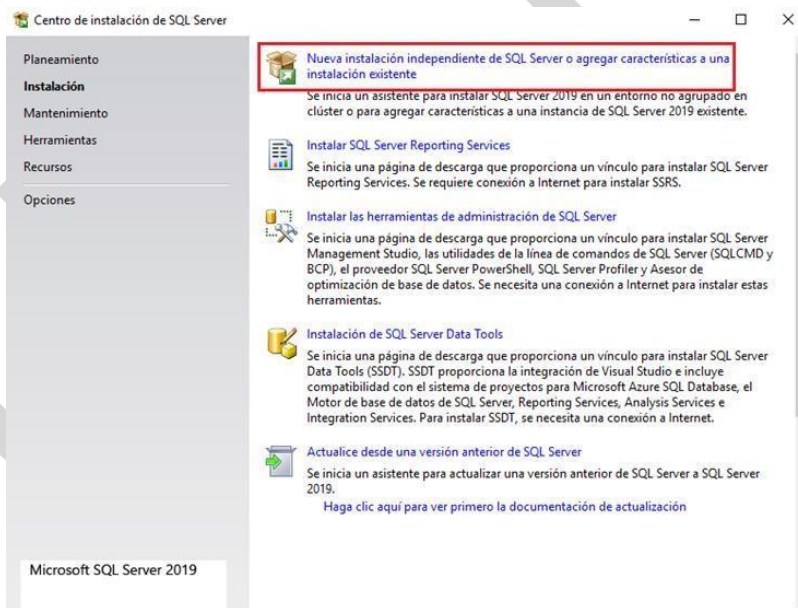 Centro de instalación de SQL Server
Planeamiento
Instalación
Mantenimiento
Herramientas
Recursos
Opciones
Nueva instalación independiente de SQL Server o agregar características a una
instalación existente
Se inicia un asistente para instalar SQL Server 2019 en un entorno no agrupado en
clúster o para agregar características a una instancia de SQL Server 2019 existente.
Instalar SQL Server Reporting Services
Se inicia una página de descarga que proporciona un vínculo para instalar SQL Server
Reporting Services. Se requiere conexión a Internet para instalar SSRS.
Instalar las herramientas de administración de SQL Server
Se inicia una página de descarga que proporciona un vínculo para instalar SQL Server
Management Studio, las utilidades de la línea de comandos de SQL Server (SQLCMD y
BCP), el proveedor SQL Server PowerShell, SQL Server Profiler y Asesor de
optimización de base de datos. Se necesita una conexión a Internet para instalar estas
herramientas.
Instalación de SQL Server Data Tools
Se inicia una página de descarga que proporciona un vínculo para instalar SQL Server
Data Tools (SSDT). SSDT proporciona la integración de Visual Studio e incluye
compatibilidad con el sistema de proyectos para Microsoft Azure SQL Database, el
Motor de base de datos de SQL Server, Reporting Services, Analysis Services e
Integration Services. Para instalar SSDT, se necesita una conexión a Internet.
Actualice desde una versión anterior de SQL Server
Se inicia un asistente para actualizar una versión anterior de SQL Server a SQL Server
2019.
Haga clic aquí para ver primero la documentación de actualización
Microsoft SQL Server 2019